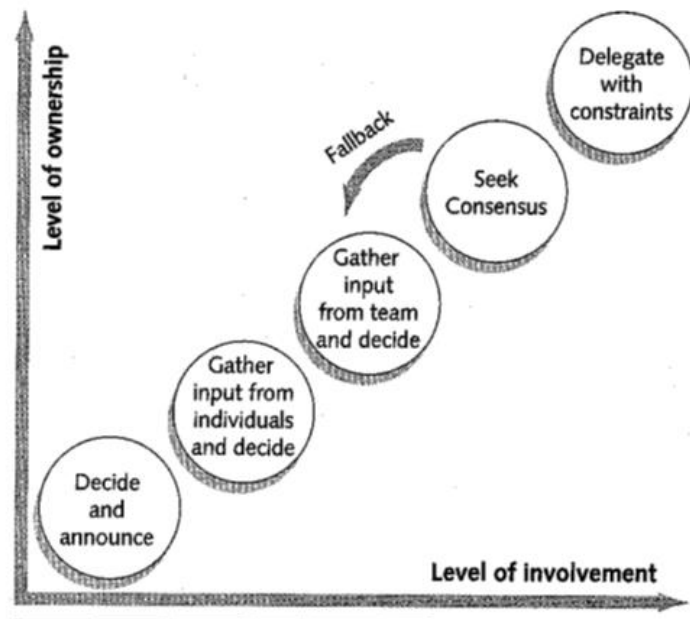 Level of ownership
Delegate
with
constraints
Fallback
Seek
Consensus
Gather
input
from team
and decide
Gather
input from
individuals
and decide
Decide
and
announce
Level of involvement